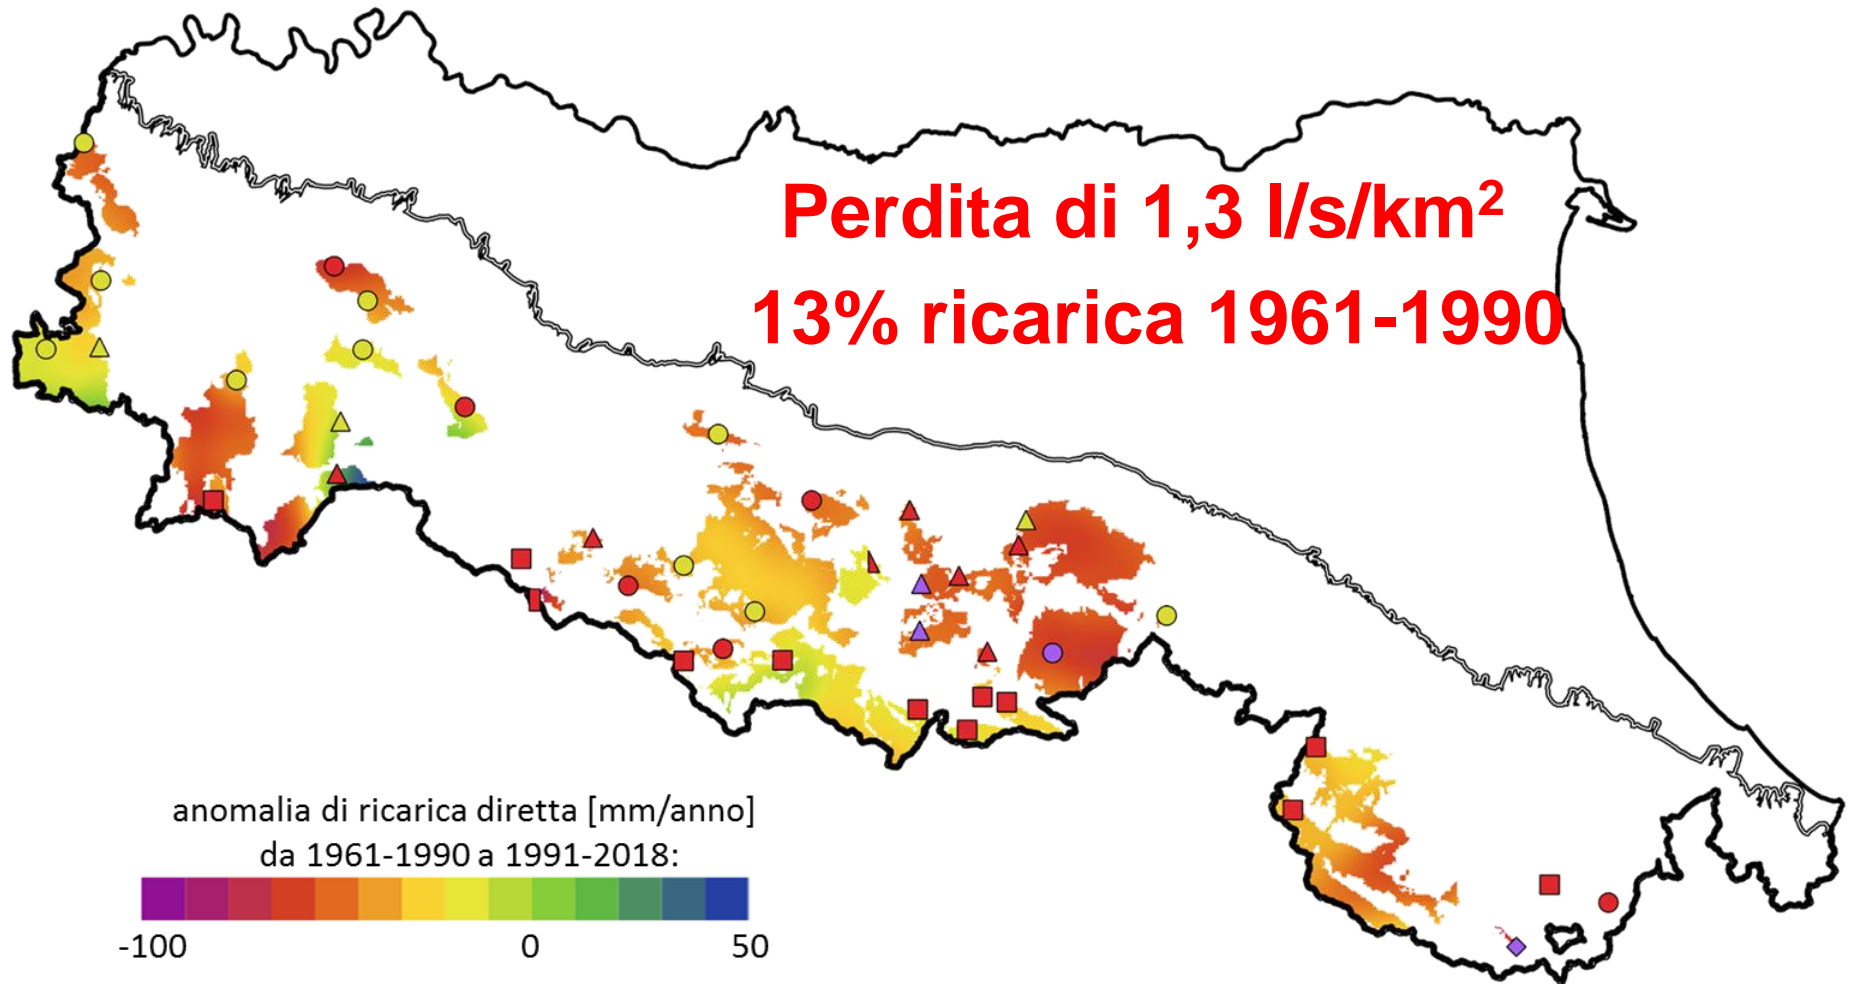 Perdita di 1,3 l/s/km²
13% ricarica 1961-1990
anomalia di ricarica diretta [mm/anno]
da 1961-1990 a 1991-2018:
-100 0 50